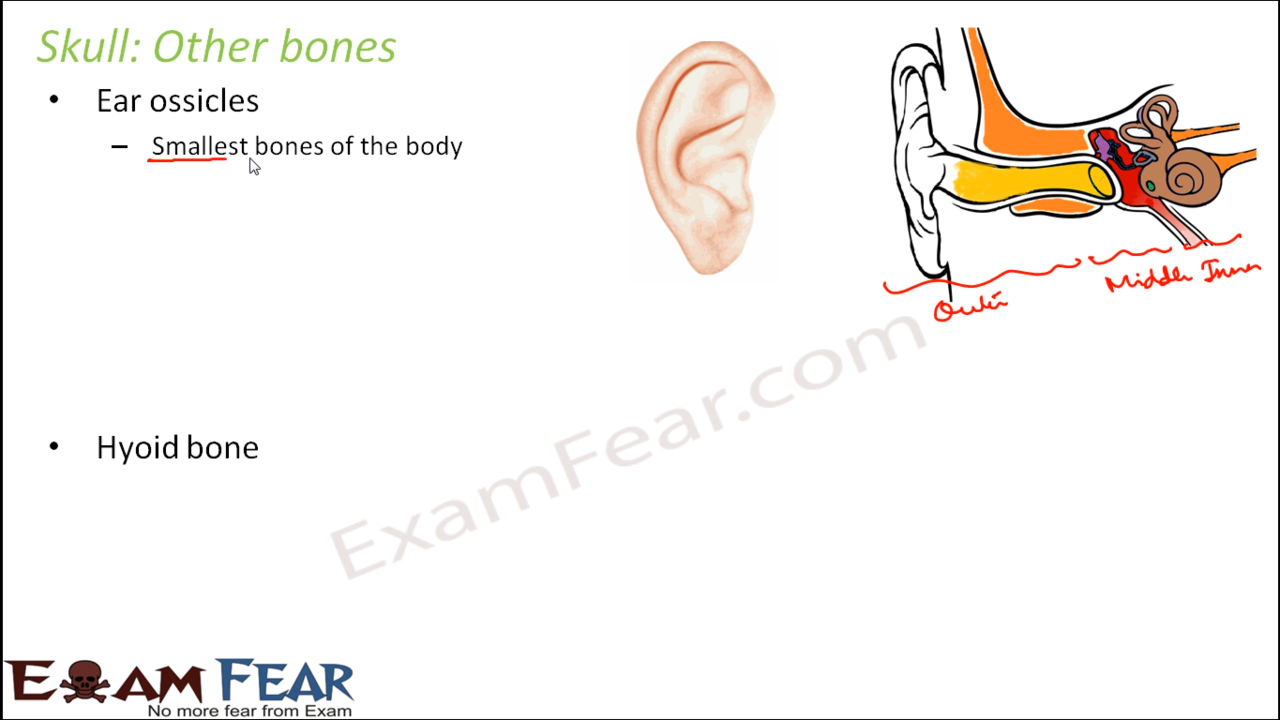 Skull: Other bones
• Ear ossicles
– Smallest bones of the body
Outer
Middle Inner
• Hyoid bone
ExamFear.com
EXAM FEAR
No more fear from Exam